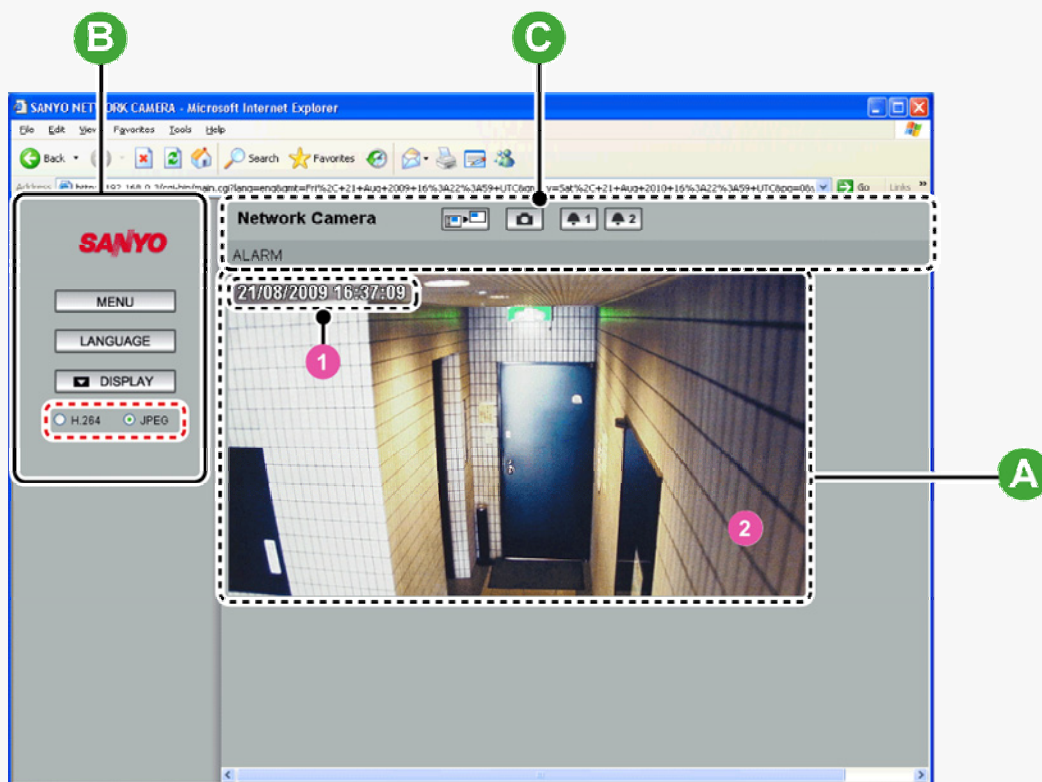 B
C
SANYO NETWORK CAMERA - Microsoft Internet Explorer
File Edit View Favorites Tools Help
Back Search Favorites
Go Links »
SANYO
Network Camera
1 2
ALARM
21/08/2009 16:37:09
MENU
LANGUAGE
DISPLAY
H.264 JPEG
1
A
2